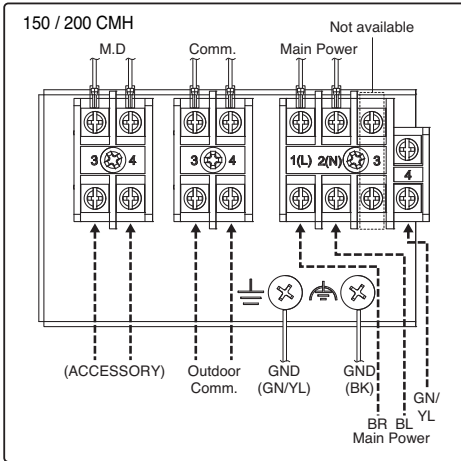 150 / 200 CMH
Not available
M.D Comm. Main Power
3 4 3 4 1(L) 2(N) 3
4
(ACCESSORY) Outdoor Comm.
GND (GN/YL)
GND (BK)
GN/ YL
BR BL
Main Power